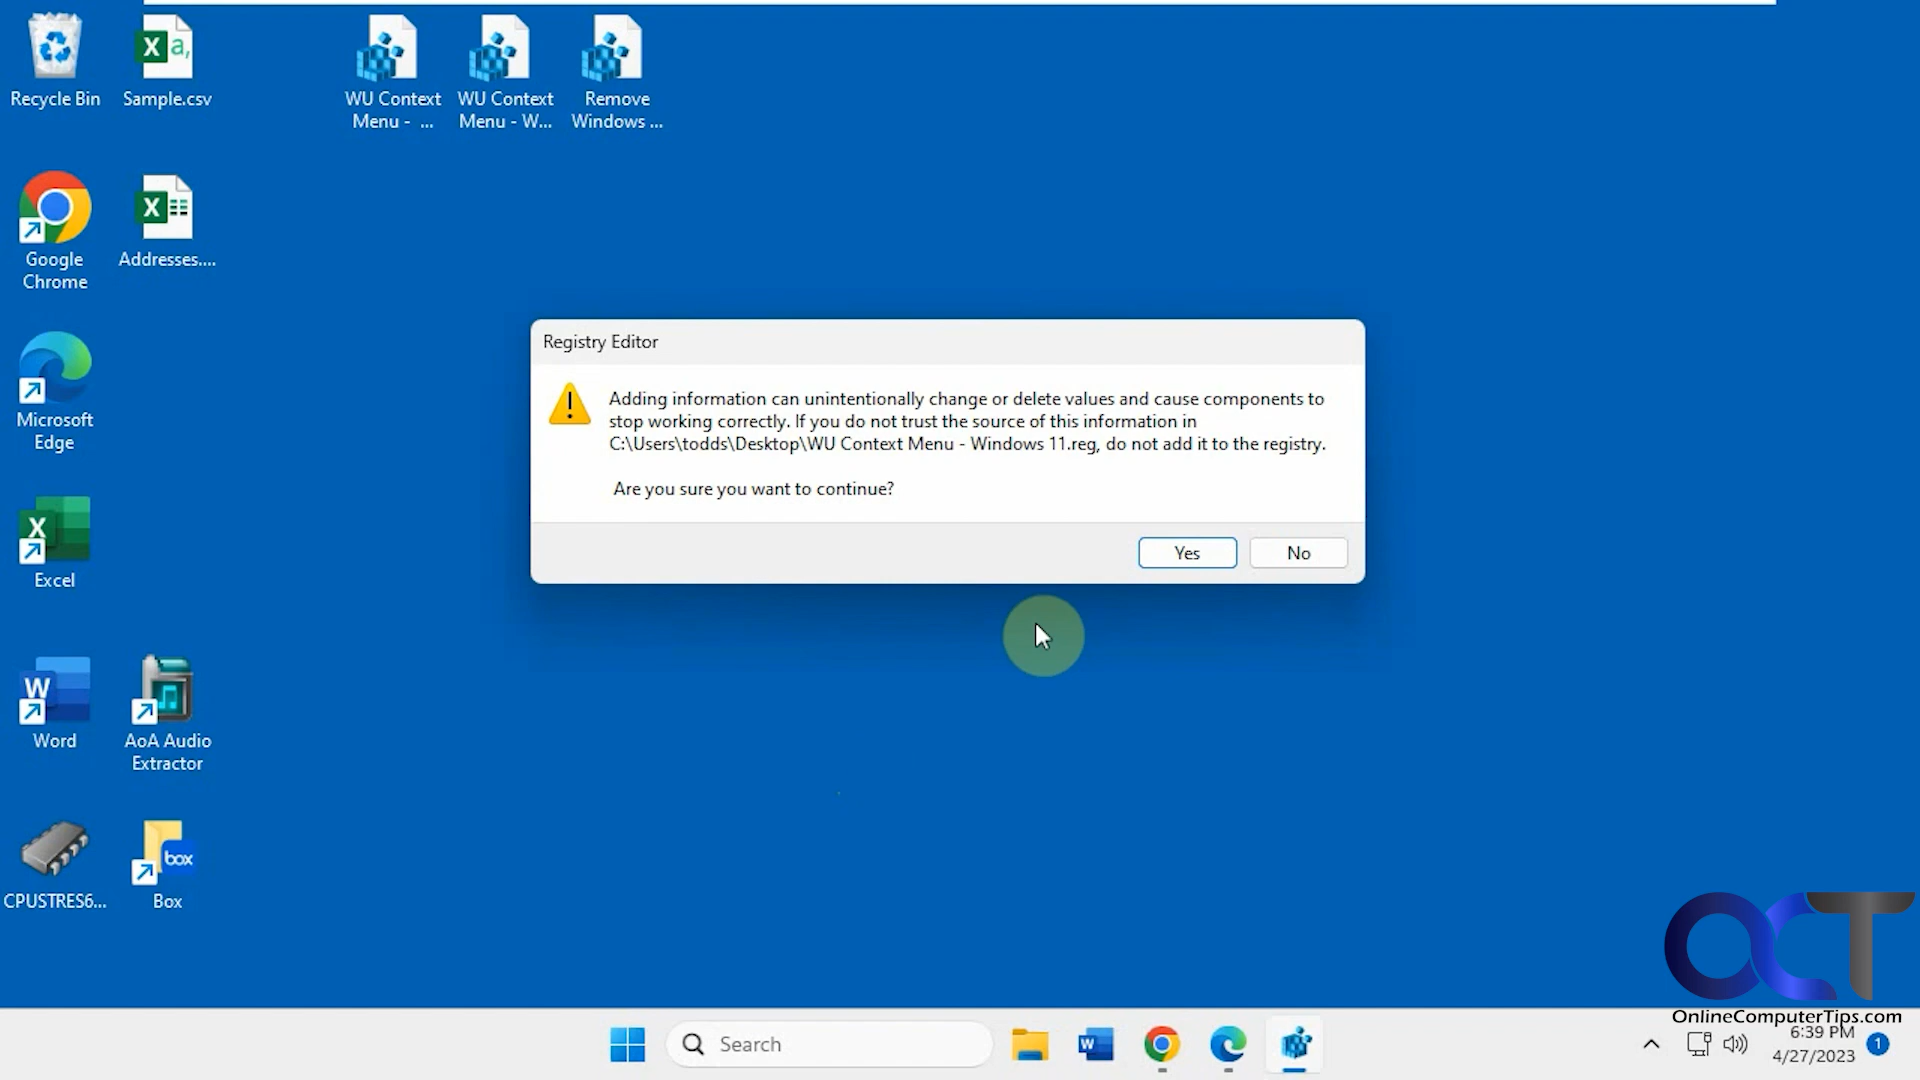 Recycle Bin
Sample.csv
WU Context
Menu - ...
WU Context
Menu - W...
Remove
Windows ...
Google
Chrome
Addresses....
Microsoft
Edge
Excel
Word
AoA Audio
Extractor
CPUSTRES6...
box
Box
Registry Editor
Adding information can unintentionally change or delete values and cause components to
stop working correctly. If you do not trust the source of this information in
C:\Users\todds\Desktop\WU Context Menu - Windows 11.reg, do not add it to the registry.
Are you sure you want to continue?
Yes
No
OCT
OnlineComputerTips.com
Search
6:39 PM
4/27/2023
1